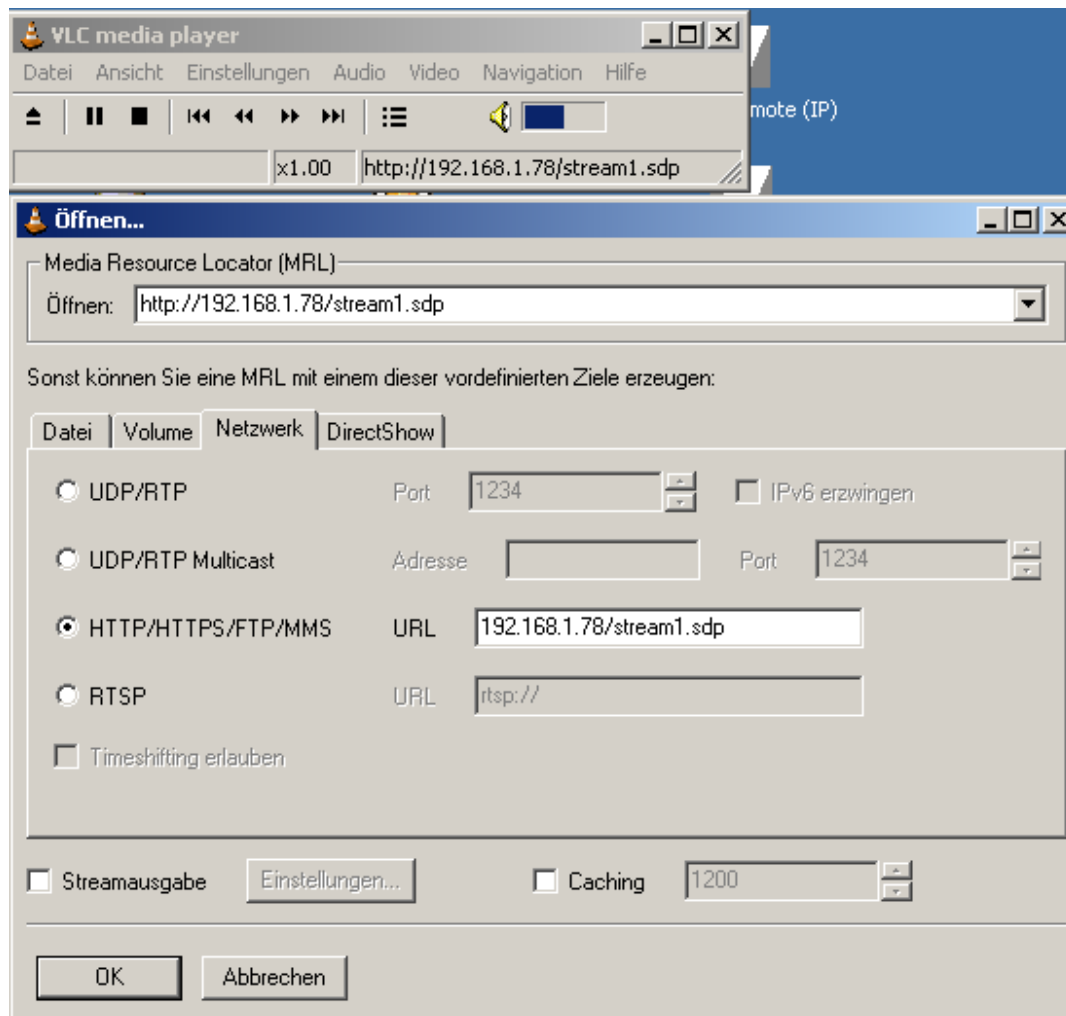 VLC media player
Datei Ansicht Einstellungen Audio Video Navigation Hilfe
mote (IP)
x1.00 http://192.168.1.78/stream1.sdp
Öffnen...
Media Resource Locator (MRL)
Öffnen: http://192.168.1.78/stream1.sdp
Sonst können Sie eine MRL mit einem dieser vordefinierten Ziele erzeugen:
Datei Volume Netzwerk DirectShow
UDP/RTP Port 1234 IPv6 erzwingen
UDP/RTP Multicast Adresse Port 1234
HTTP/HTTPS/FTP/MMS URL 192.168.1.78/stream1.sdp
RTSP URL rtsp://
Timeshifting erlauben
Streamausgabe Einstellungen... Caching 1200
OK Abbrechen